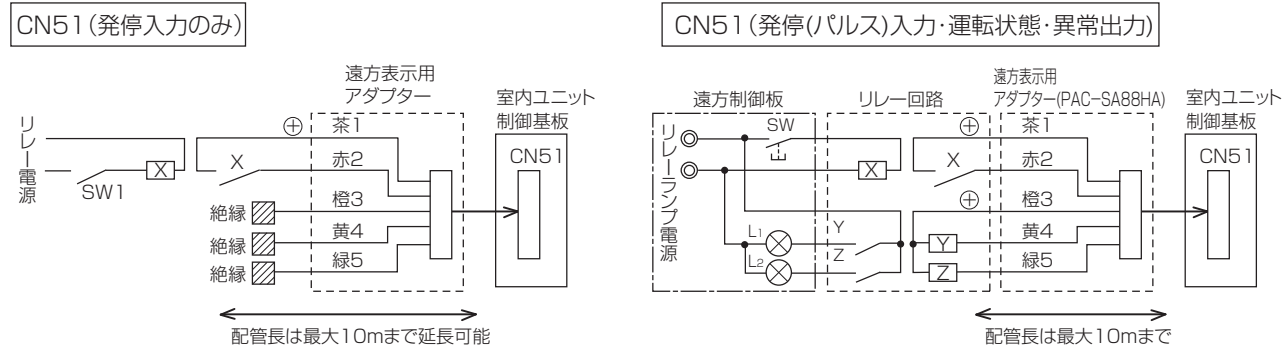 CN51(発停入力のみ)
リレー電源
SW1
X
X
絶縁
絶縁
絶縁
遠方表示用
アダプター
⊕ 茶1
赤2
橙3
黄4
緑5
室内ユニット
制御基板
CN51
配管長は最大10mまで延長可能
CN51(発停(パルス)入力・運転状態・異常出力)
遠方制御板
リレーランプ電源
SW
L1
L2
リレー回路
X
X
Y
Z
Y
Z
遠方表示用
アダプター(PAC-SA88HA)
⊕ 茶1
赤2
⊕ 橙3
黄4
緑5
室内ユニット
制御基板
CN51
配管長は最大10mまで